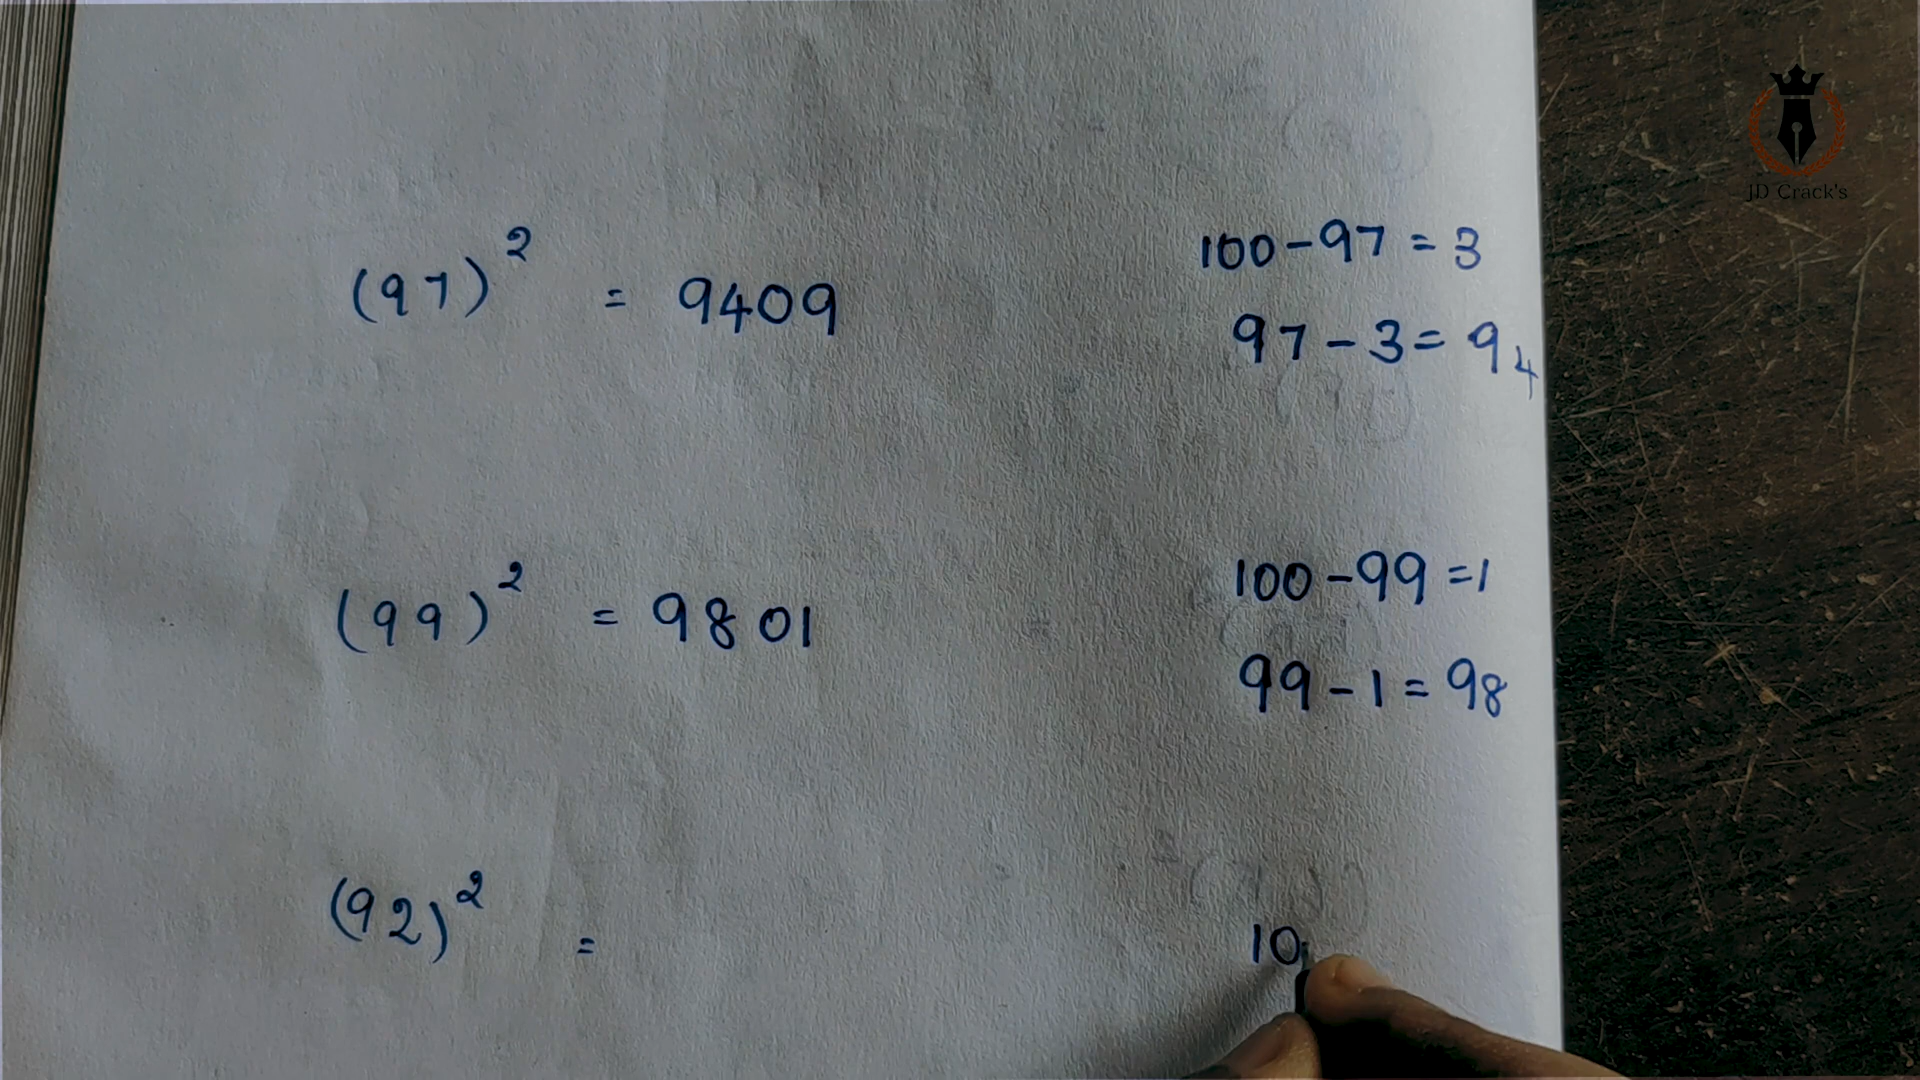 JD Crack's
(97)² = 9409
100-97 = 3
97-3= 94
(99)² = 9801
100-99=1
99-1=98
(92)² =
10